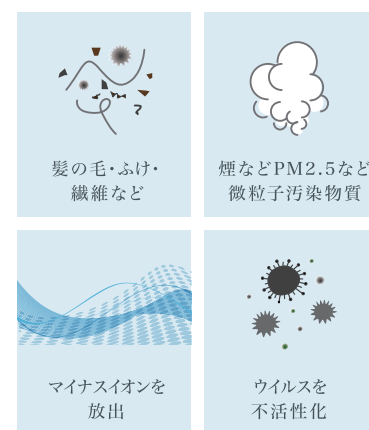 髪の毛・ふけ・
繊維など
煙などPM2.5など
微粒子汚染物質
マイナスイオンを
放出
ウイルスを
不活性化